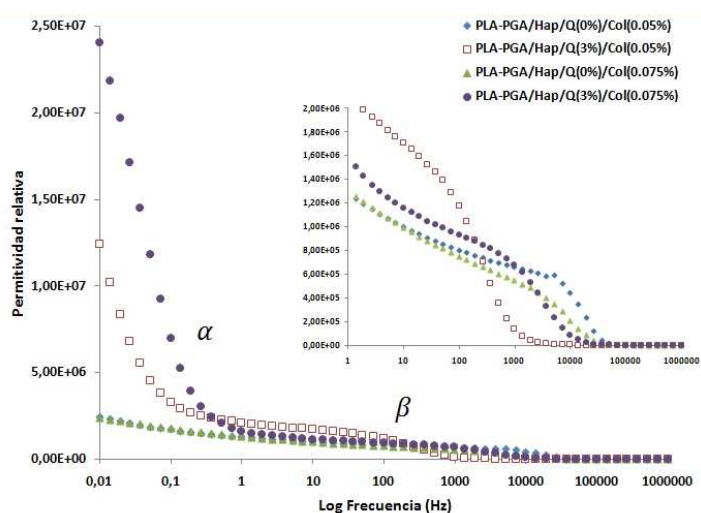 2,50E+07
2,00E+07
1,50E+07
1,00E+07
5,00E+06
0,00E+00
Permitividad relativa
0,01 0,1 1 10 100 1000 10000 100000 1000000
Log Frecuencia (Hz)
α
β
PLA-PGA/Hap/Q(0%)/Col(0.05%)
PLA-PGA/Hap/Q(3%)/Col(0.05%)
PLA-PGA/Hap/Q(0%)/Col(0.075%)
PLA-PGA/Hap/Q(3%)/Col(0.075%)
2,00E+06
1,80E+06
1,60E+06
1,40E+06
1,20E+06
1,00E+06
8,00E+05
6,00E+05
4,00E+05
2,00E+05
0,00E+00
1 10 100 1000 10000 100000 1000000